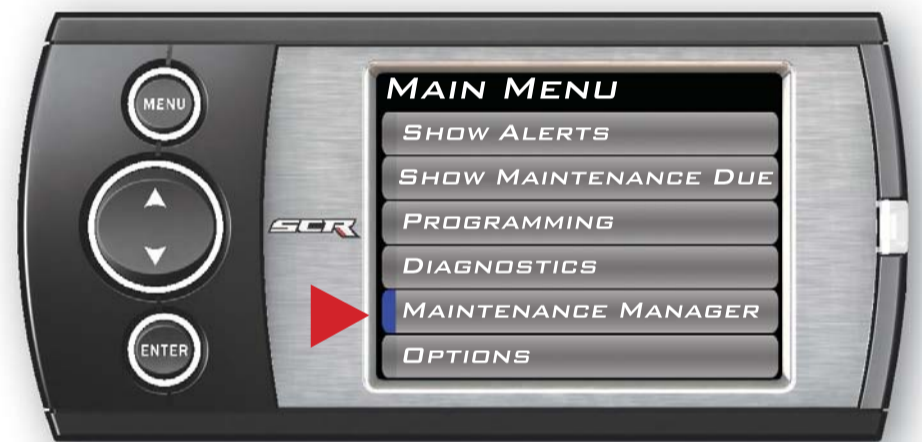 MENU
ENTER
SCR
MAIN MENU
SHOW ALERTS
SHOW MAINTENANCE DUE
PROGRAMMING
DIAGNOSTICS
MAINTENANCE MANAGER
OPTIONS